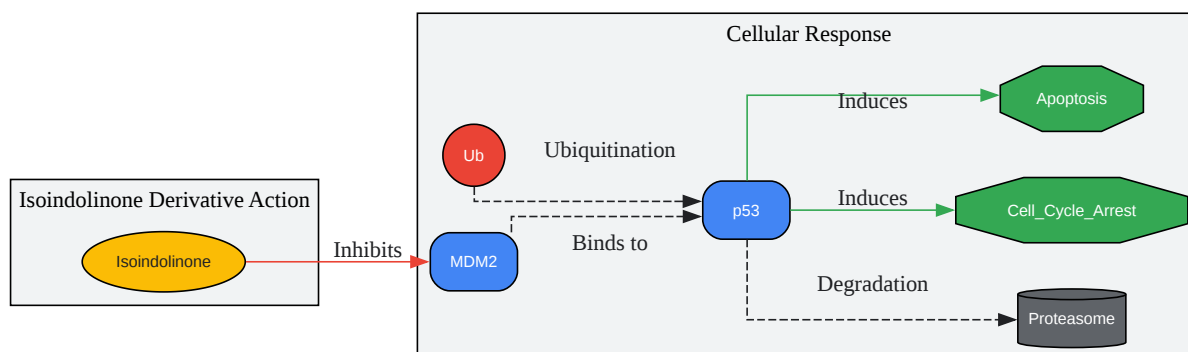 Cellular Response
Apoptosis
Induces
Ub
Ubiquitination
Isoindolinone Derivative Action
p53
Induces
Cell_Cycle_Arrest
Isoindolinone
Inhibits
MDM2
Binds to
Degradation
Proteasome